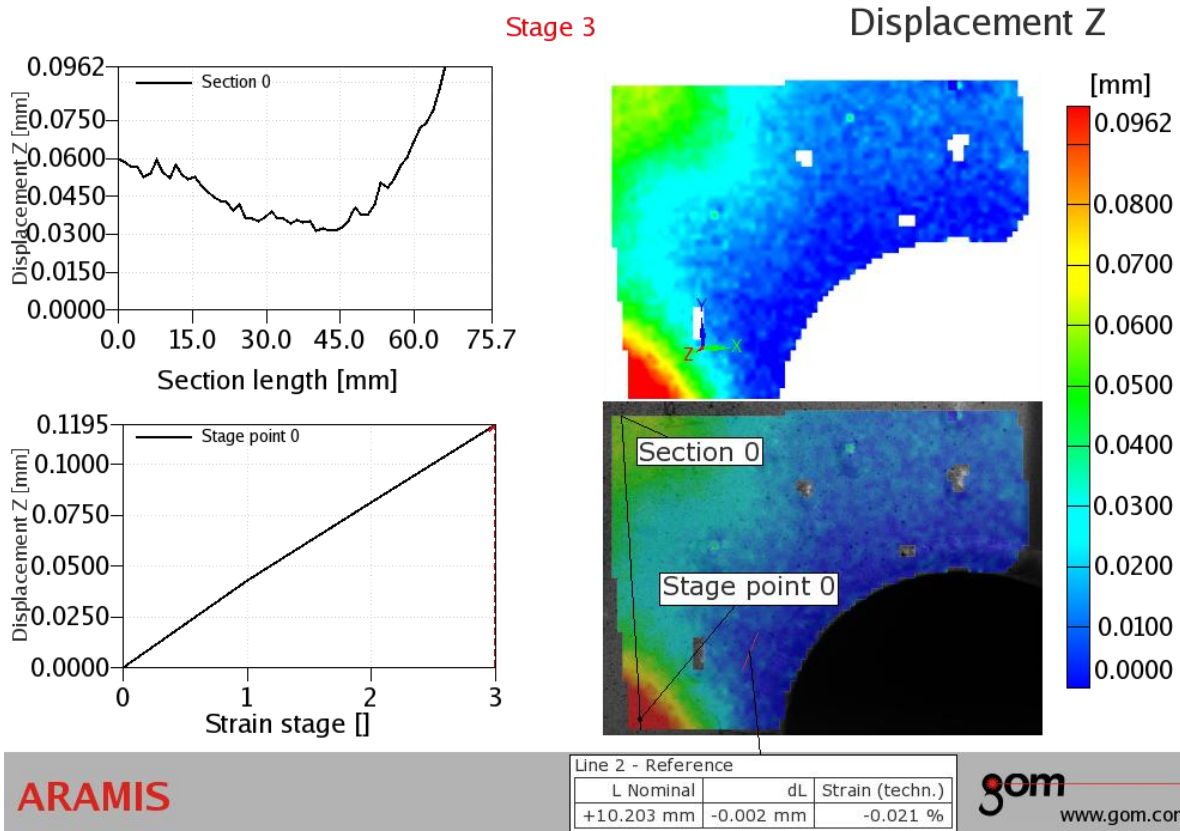 Stage 3
Displacement Z
Displacement Z [mm]
0.0962
0.0750
0.0600
0.0450
0.0300
0.0150
0.0000
Section 0
0.0 15.0 30.0 45.0 60.0 75.7
Section length [mm]
Y
Z X
[mm]
0.0962
0.0800
0.0700
0.0600
0.0500
0.0400
0.0300
0.0200
0.0100
0.0000
Displacement Z [mm]
0.1195
0.1000
0.0750
0.0500
0.0250
0.0000
Stage point 0
0 1 2 3
Strain stage []
Section 0
Stage point 0
ARAMIS
Line 2 - Reference
L Nominal dL Strain (techn.)
+10.203 mm -0.002 mm -0.021 %
gom
www.gom.com